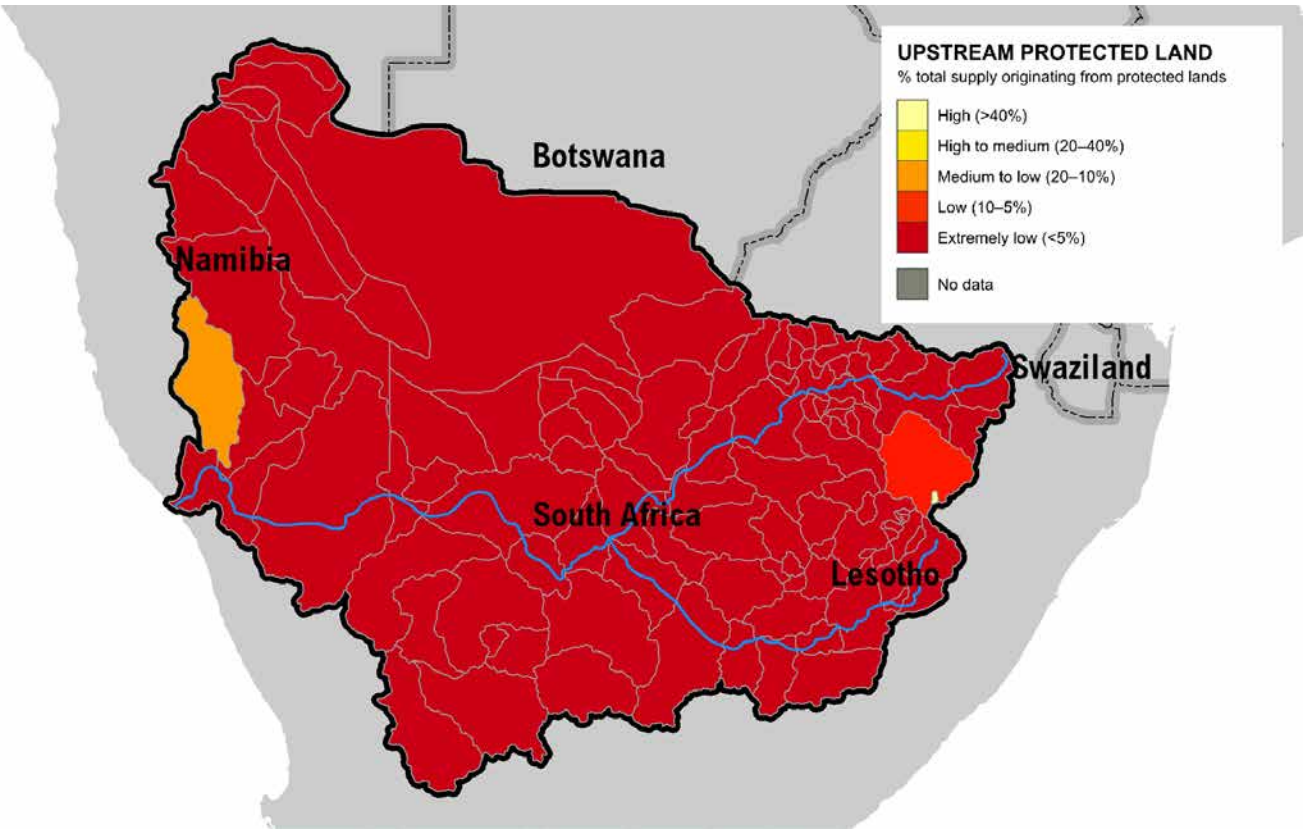 UPSTREAM PROTECTED LAND
% total supply originating from protected lands
High (>40%)
High to medium (20–40%)
Medium to low (20–10%)
Low (10–5%)
Extremely low (<5%)
No data
Botswana
Namibia
Swaziland
South Africa
Lesotho